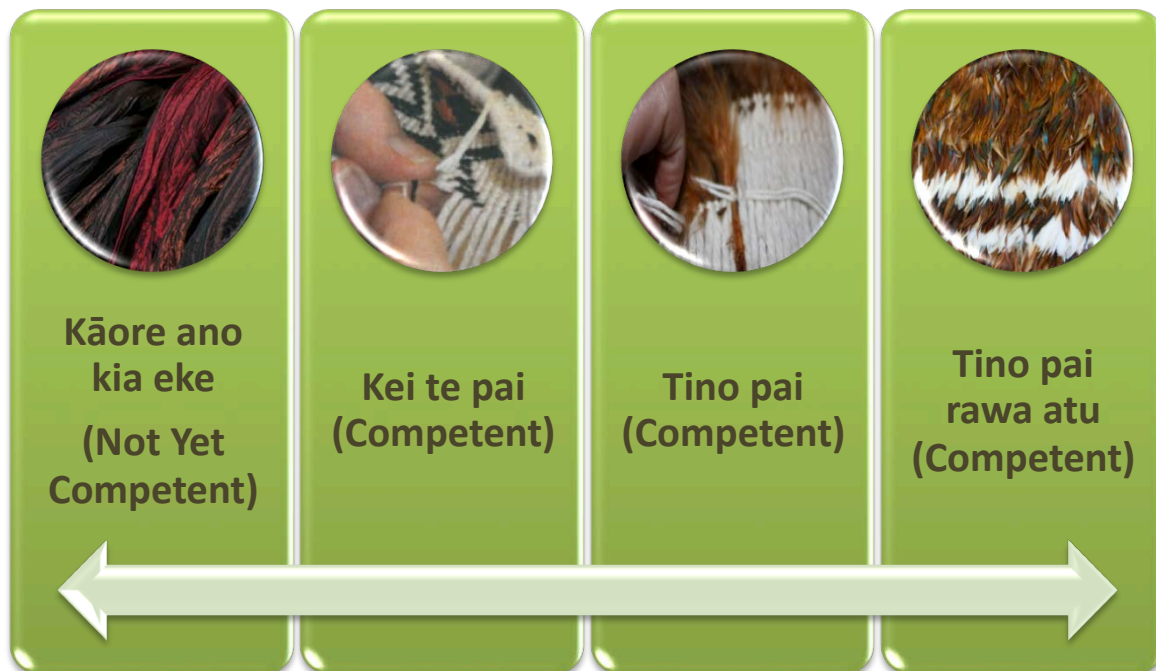 Kāore ano
kia eke
(Not Yet
Competent)
Kei te pai
(Competent)
Tino pai
(Competent)
Tino pai
rawa atu
(Competent)